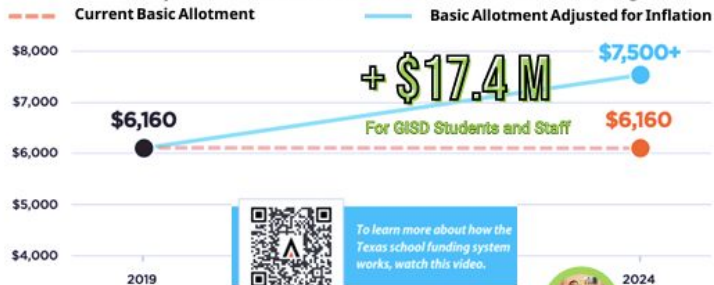 Current Basic Allotment
Basic Allotment Adjusted for Inflation
$8,000
$7,500+
+ $17.4 M
$7,000
$6,160
For GISD Students and Staff
$6,160
$6,000
$5,000
To learn more about how the
Texas school funding system
works, watch this video.
$4,000
2019
2024